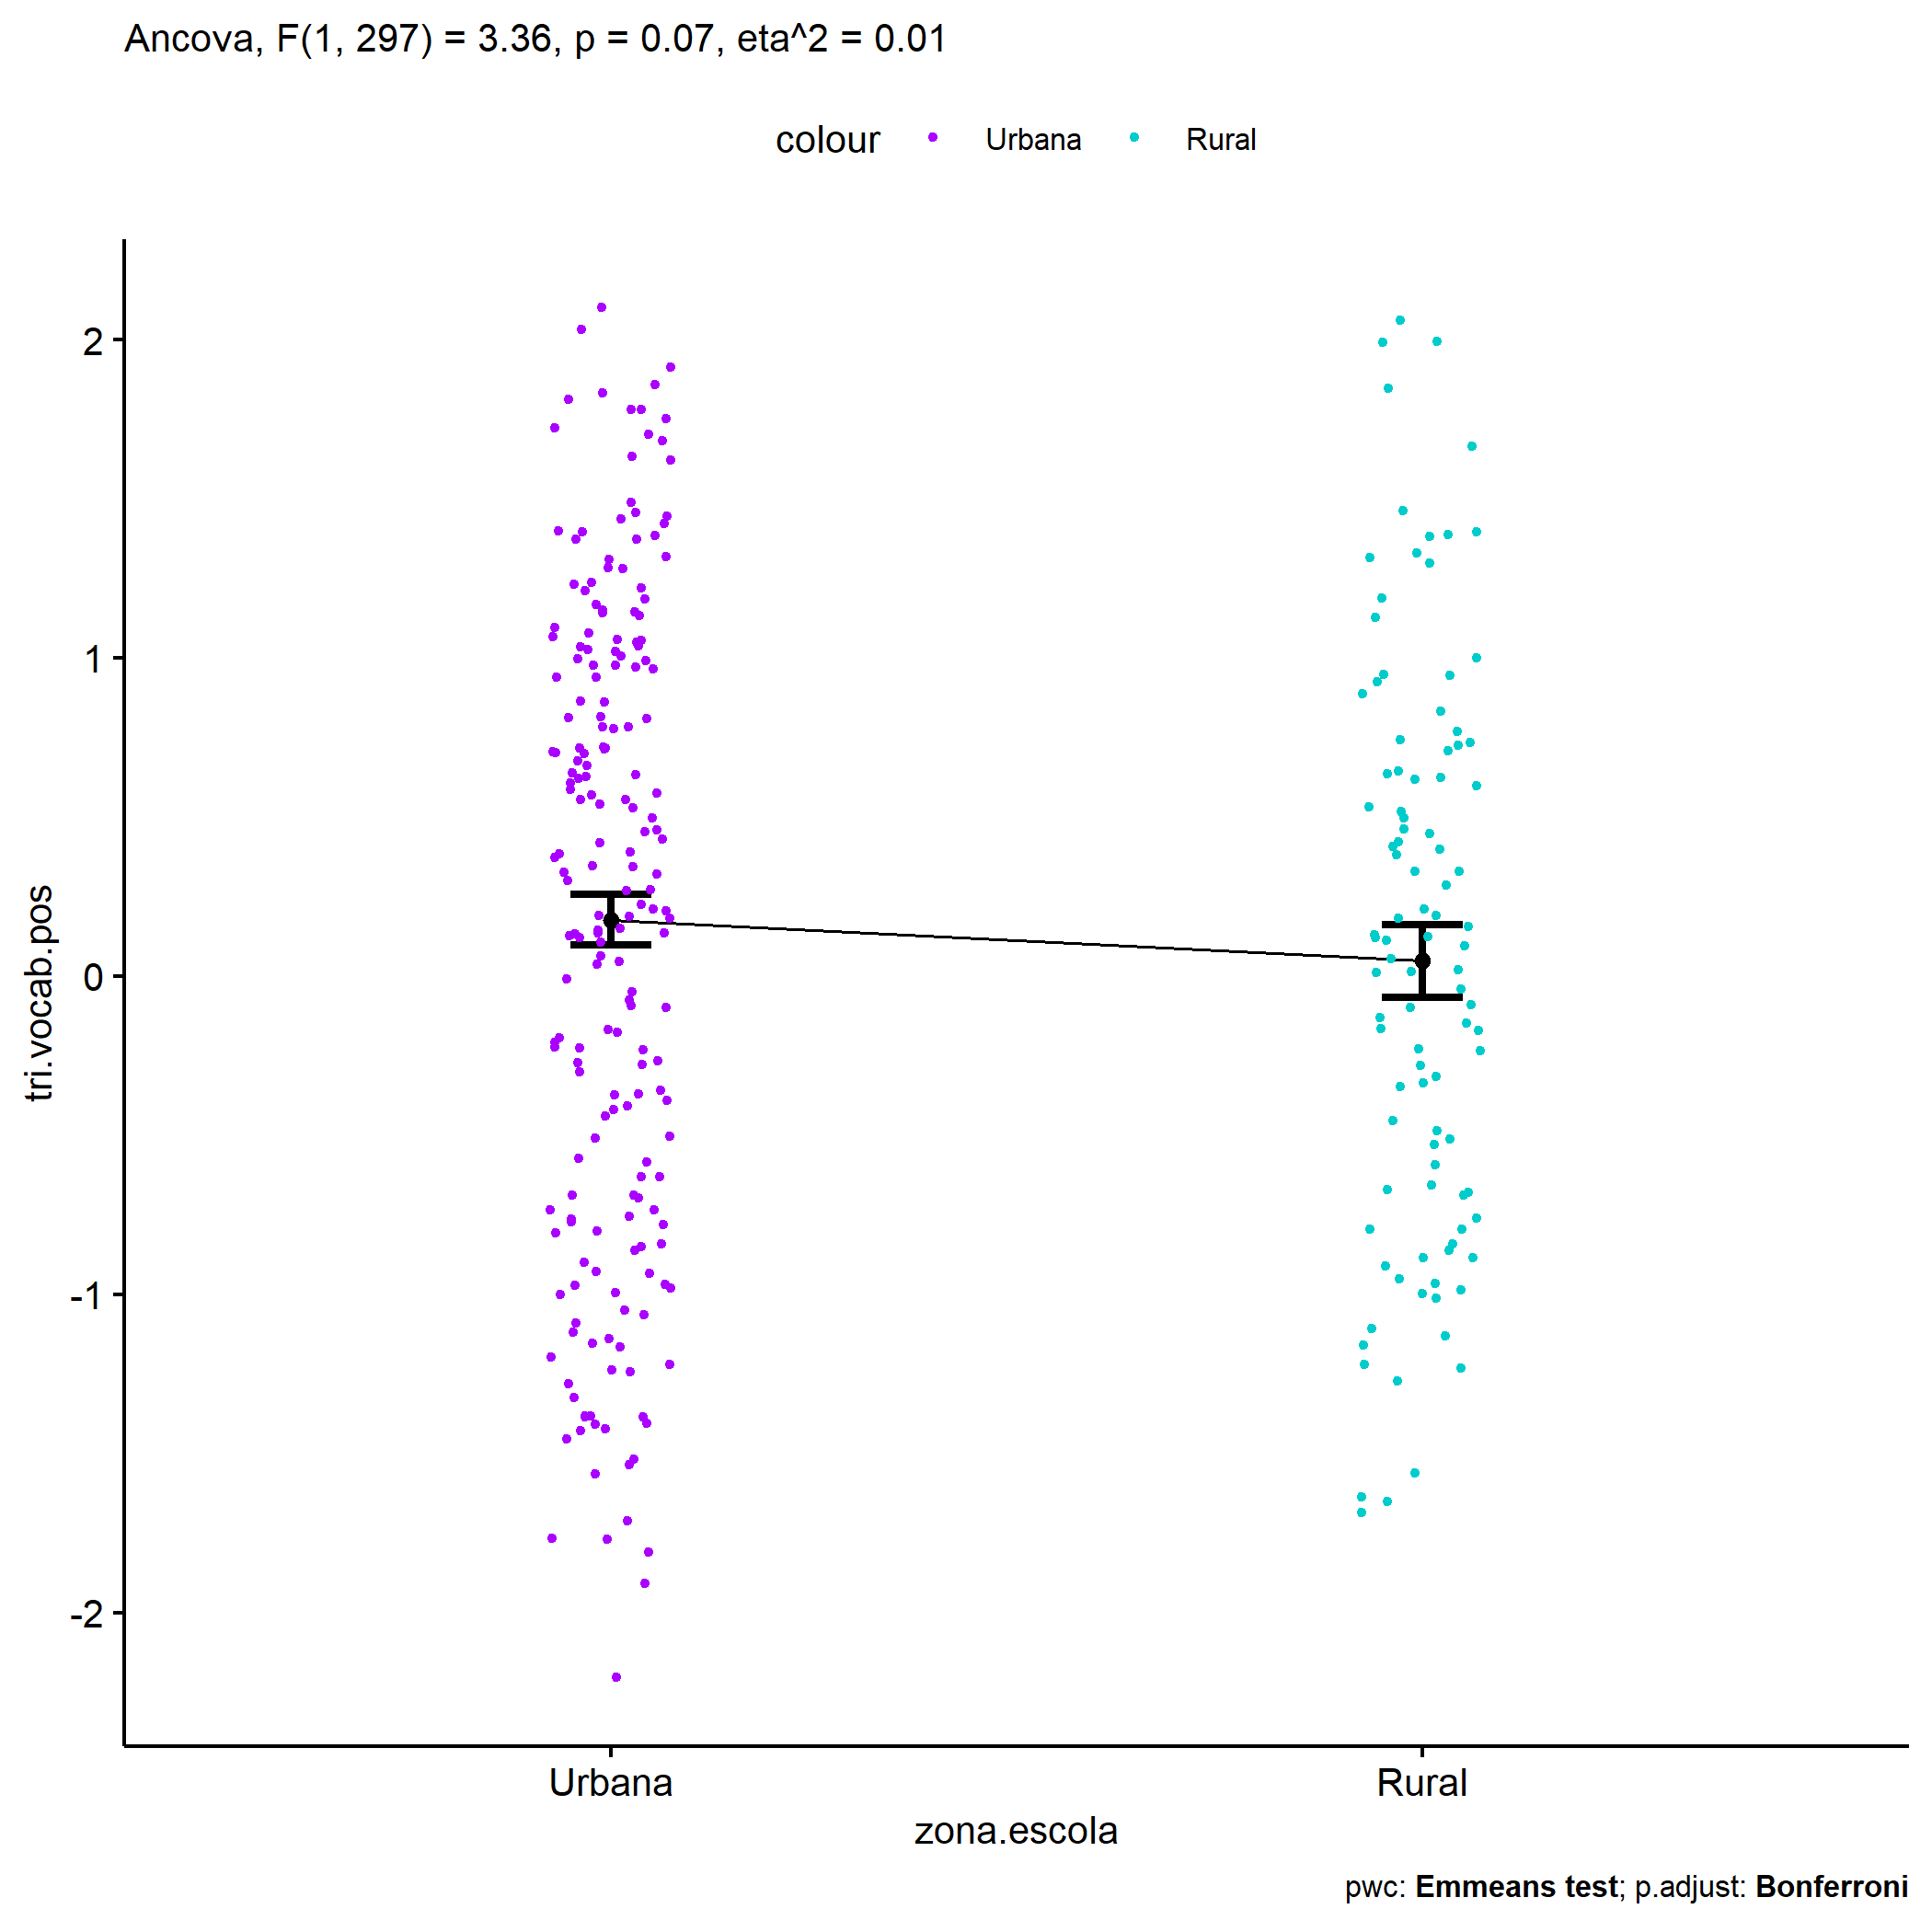 Ancova, F(1, 297) = 3.36, p = 0.07, eta^2 = 0.01
colour Urbana Rural
tri.vocab.pos
2
1
0
-1
-2
Urbana Rural
zona.escola
pwc: Emmeans test; p.adjust: Bonferroni